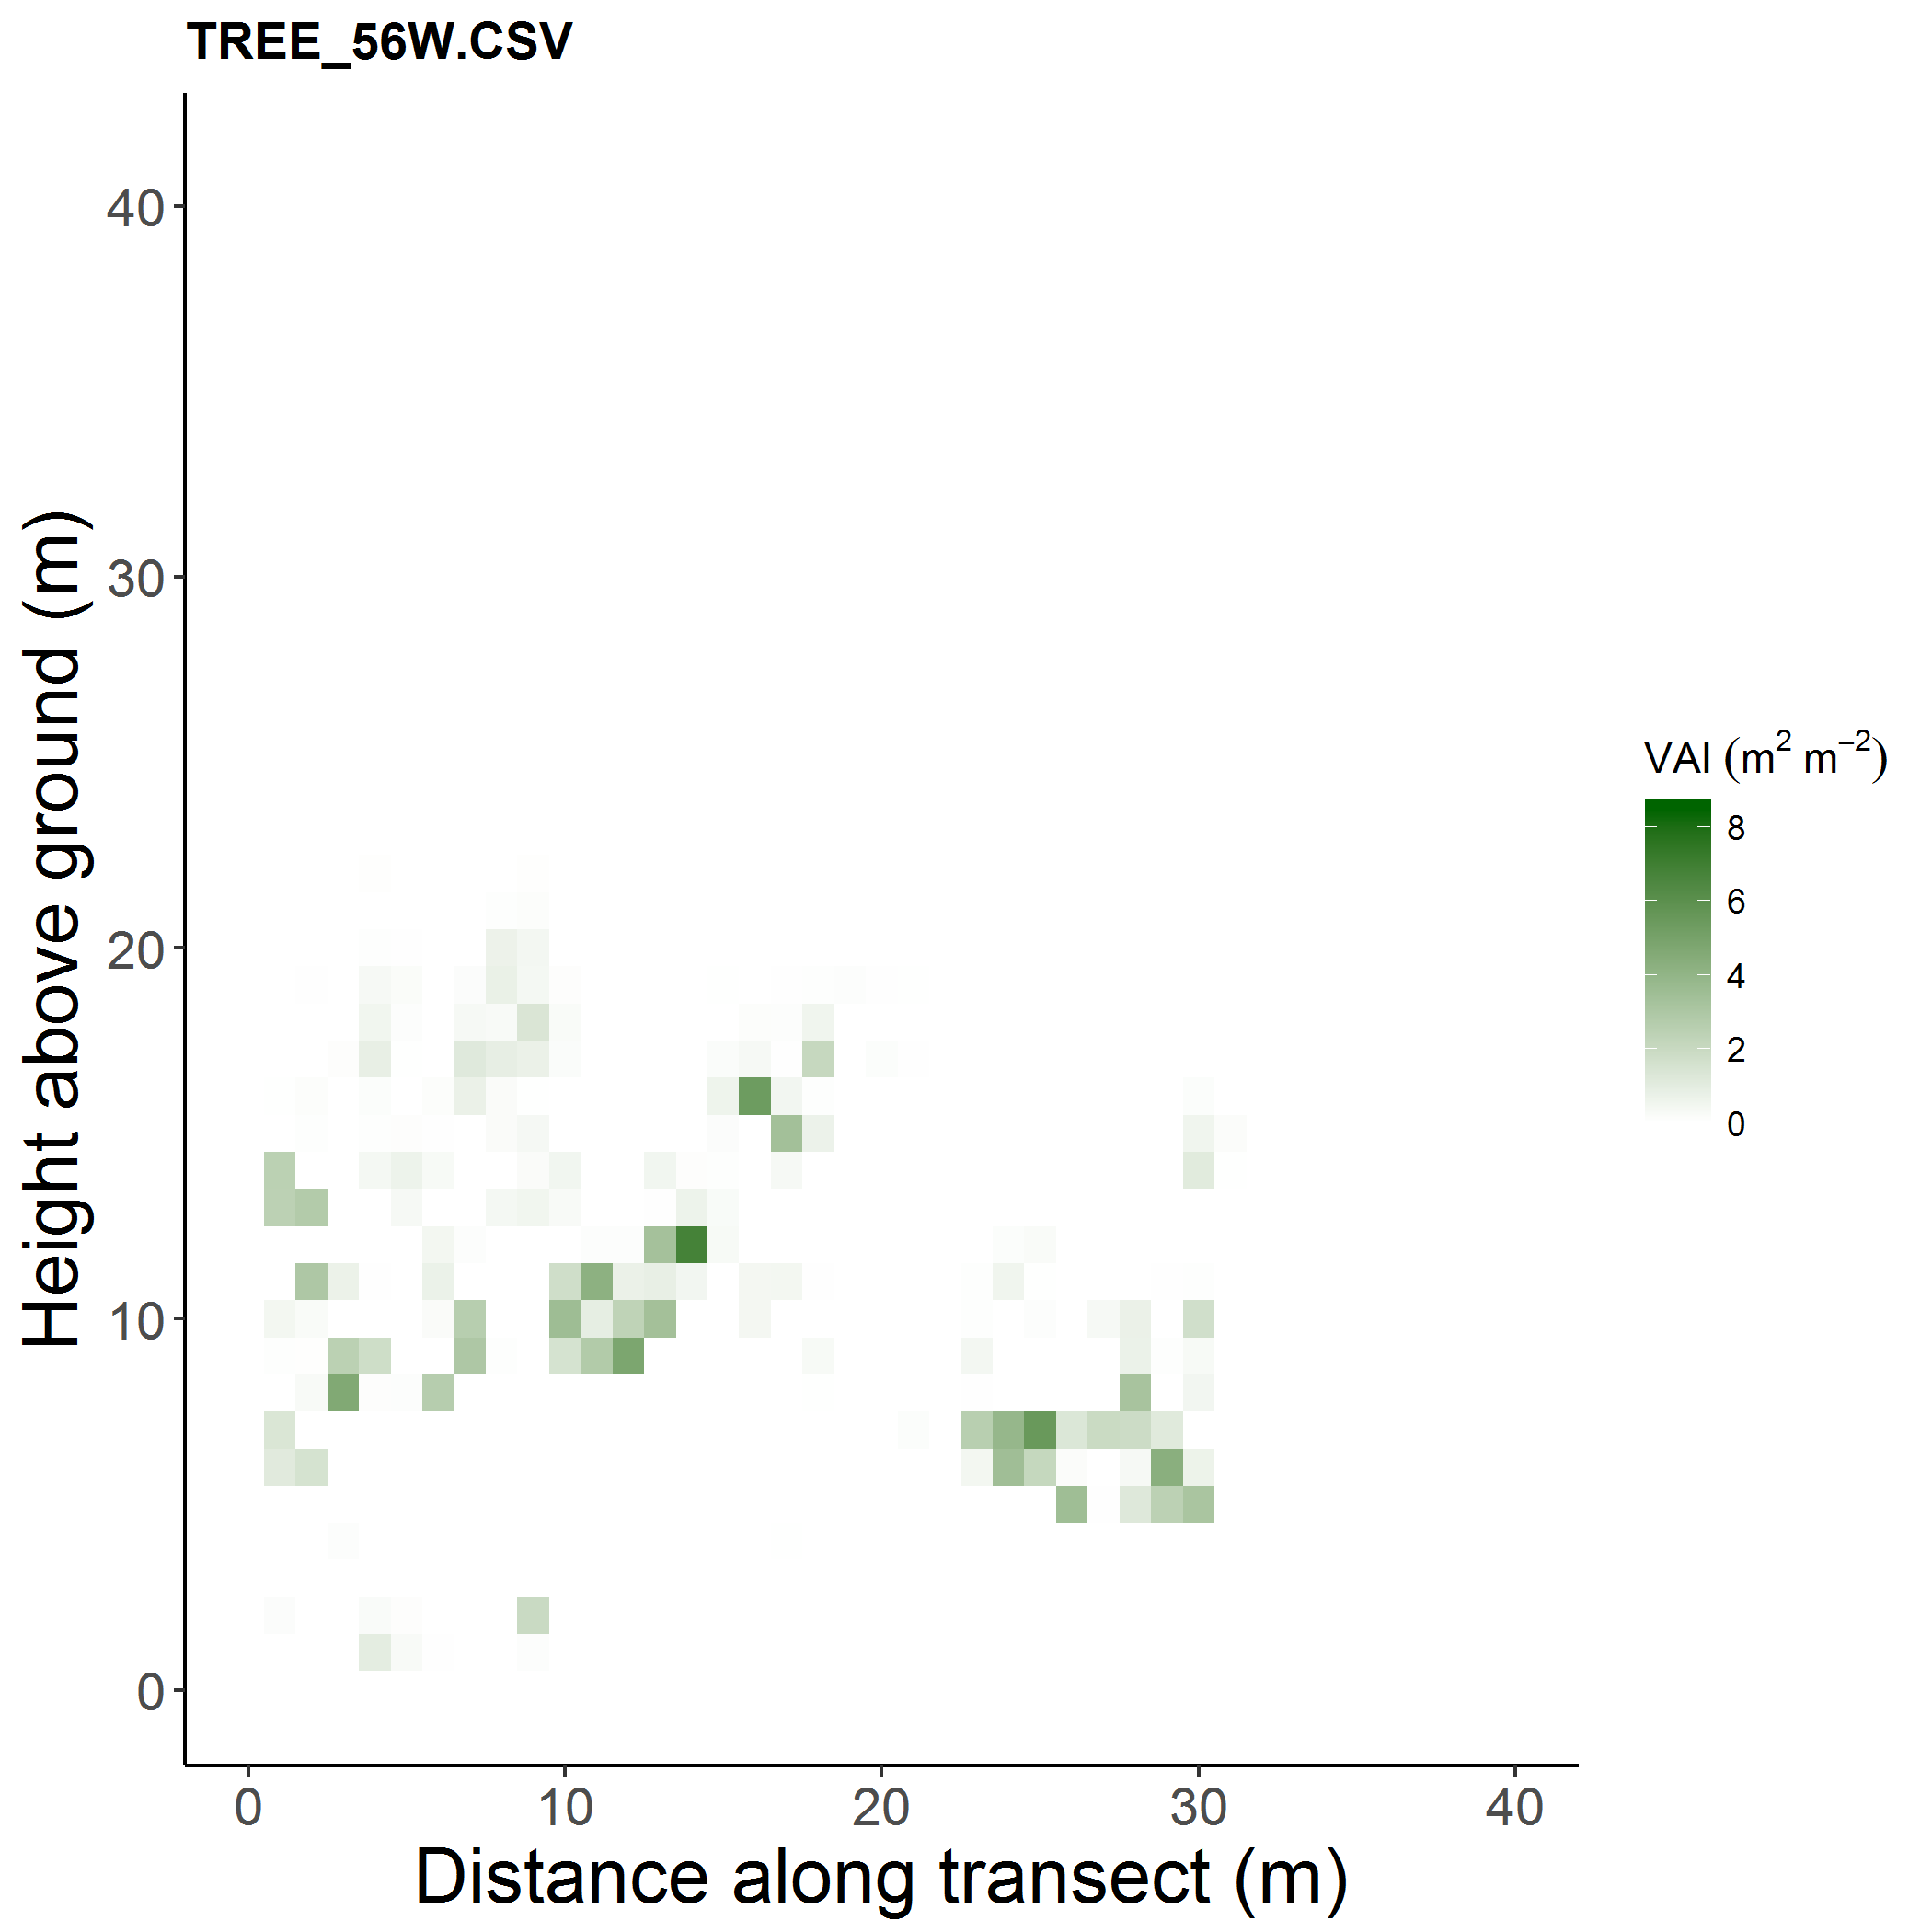 TREE_56W.CSV
Height above ground (m)
40
30
20
10
0
0 10 20 30 40
Distance along transect (m)
VAI (m² m⁻²)
8
6
4
2
0